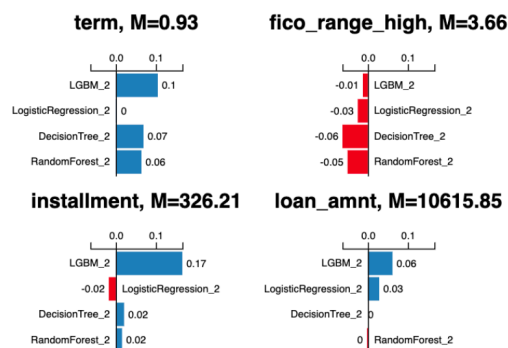 term, M=0.93
0.0 0.1
LGBM_2 0.1
LogisticRegression_2 0
DecisionTree_2 0.07
RandomForest_2 0.06
fico_range_high, M=3.66
0.0 0.1
-0.01 LGBM_2
-0.03 LogisticRegression_2
-0.06 DecisionTree_2
-0.05 RandomForest_2
installment, M=326.21
0.0 0.1
LGBM_2 0.17
-0.02 LogisticRegression_2
DecisionTree_2 0.02
RandomForest_2 0.02
loan_amnt, M=10615.85
0.0 0.1
LGBM_2 0.06
LogisticRegression_2 0.03
DecisionTree_2 0
0 RandomForest_2